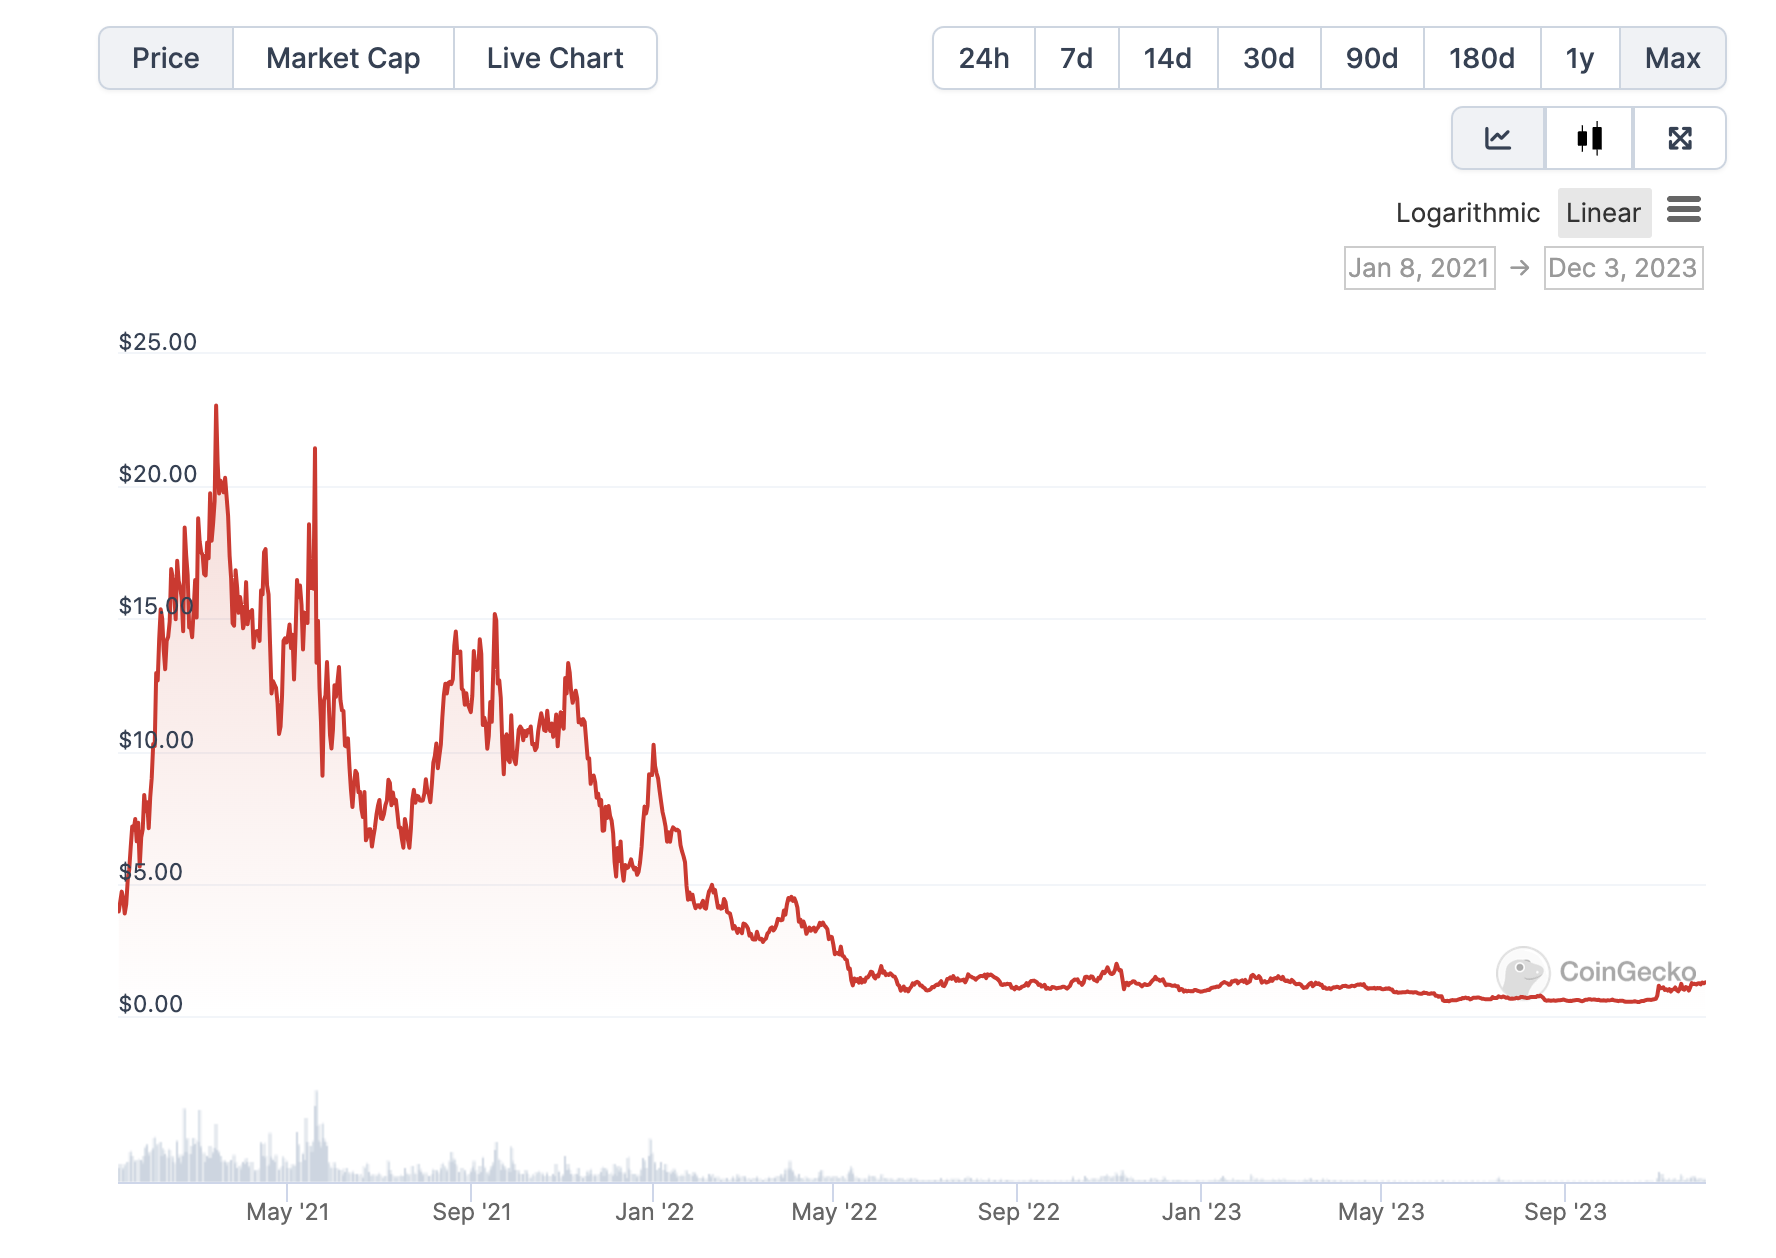 Price Market Cap Live Chart 24h 7d 14d 30d 90d 180d 1y Max
Logarithmic Linear
Jan 8, 2021 → Dec 3, 2023
$25.00
$20.00
$15.00
$10.00
$5.00
CoinGecko
$0.00
May '21 Sep '21 Jan '22 May '22 Sep '22 Jan '23 May '23 Sep '23